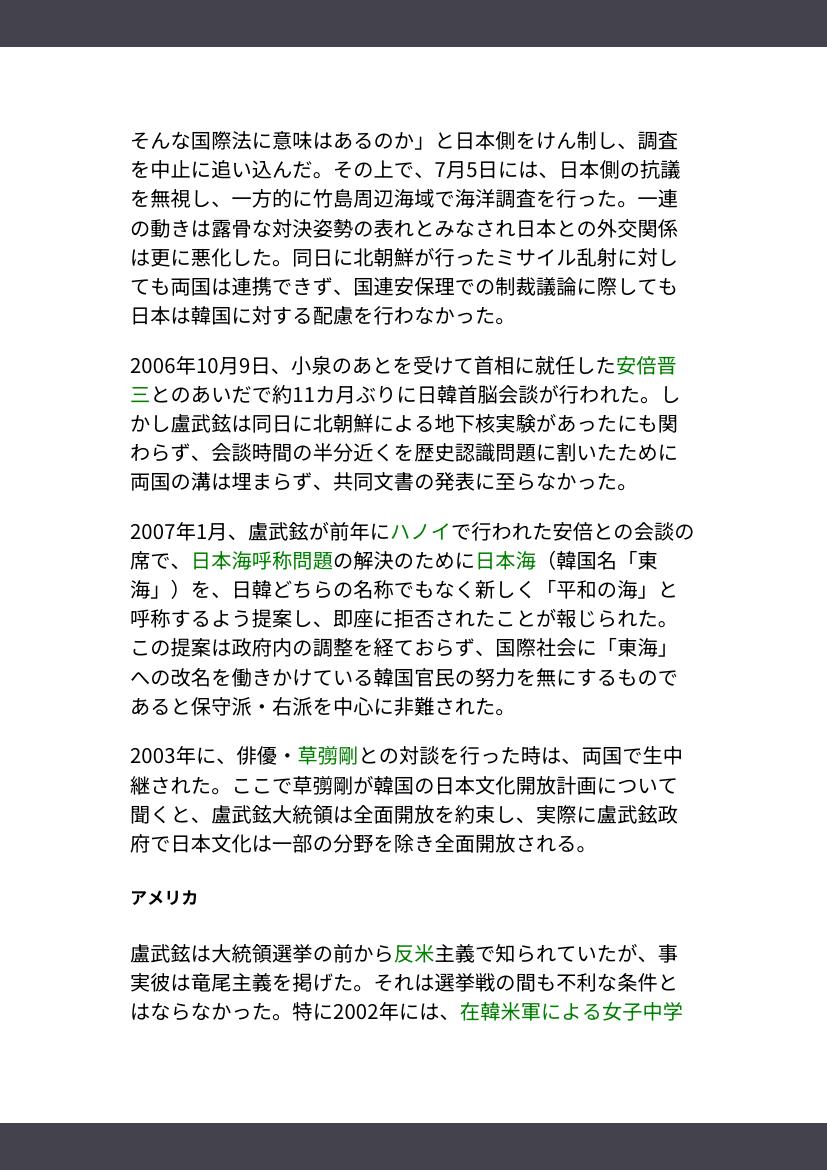 そんな国際法に意味はあるのか」と日本側をけん制し、調査
を中止に追い込んだ。その上で、7月5日には、日本側の抗議
を無視し、一方的に竹島周辺海域で海洋調査を行った。一連
の動きは露骨な対決姿勢の表れとみなされ日本との外交関係
は更に悪化した。同日に北朝鮮が行ったミサイル乱射に対し
ても両国は連携できず、国連安保理での制裁議論に際しても
日本は韓国に対する配慮を行わなかった。
2006年10月9日、小泉のあとを受けて首相に就任した安倍晋
三とのあいだで約11カ月ぶりに日韓首脳会談が行われた。し
かし盧武鉉は同日に北朝鮮による地下核実験があったにも関
わらず、会談時間の半分近くを歴史認識問題に割いたために
両国の溝は埋まらず、共同文書の発表に至らなかった。
2007年1月、盧武鉉が前年にハノイで行われた安倍との会談の
席で、日本海呼称問題の解決のために日本海（韓国名「東
海」）を、日韓どちらの名称でもなく新しく「平和の海」と
呼称するよう提案し、即座に拒否されたことが報じられた。
この提案は政府内の調整を経ておらず、国際社会に「東海」
への改名を働きかけている韓国官民の努力を無にするもので
あると保守派・右派を中心に非難された。
2003年に、俳優・草彅剛との対談を行った時は、両国で生中
継された。ここで草彅剛が韓国の日本文化開放計画について
聞くと、盧武鉉大統領は全面開放を約束し、実際に盧武鉉政
府で日本文化は一部の分野を除き全面開放される。
アメリカ
盧武鉉は大統領選挙の前から反米主義で知られていたが、事
実彼は竜尾主義を掲げた。それは選挙戦の間も不利な条件と
はならなかった。特に2002年には、在韓米軍による女子中学